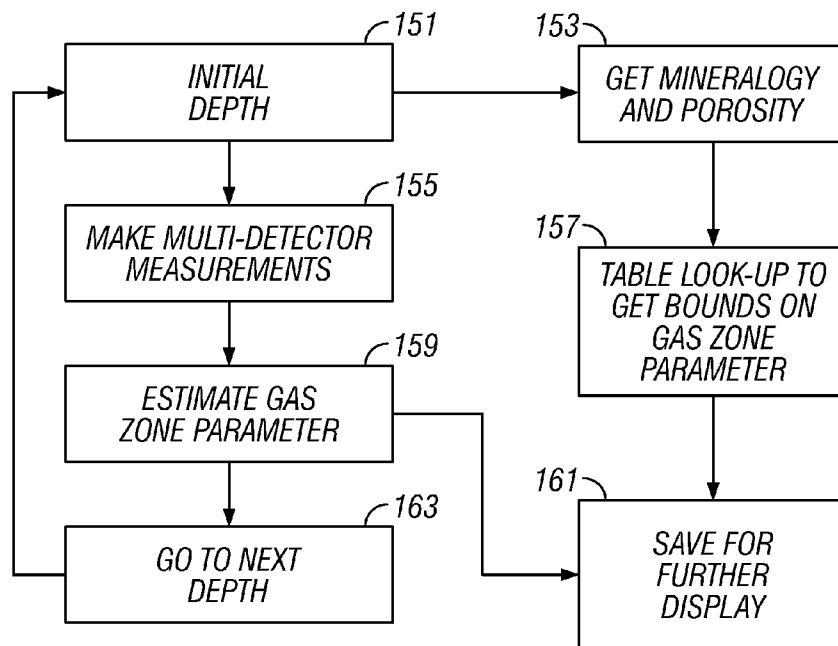 151
INITIAL
DEPTH
153
GET MINERALOGY
AND POROSITY
155
MAKE MULTI-DETECTOR
MEASUREMENTS
157
TABLE LOOK-UP TO
GET BOUNDS ON
GAS ZONE
PARAMETER
159
ESTIMATE GAS
ZONE PARAMETER
161
SAVE FOR
FURTHER
DISPLAY
163
GO TO NEXT
DEPTH